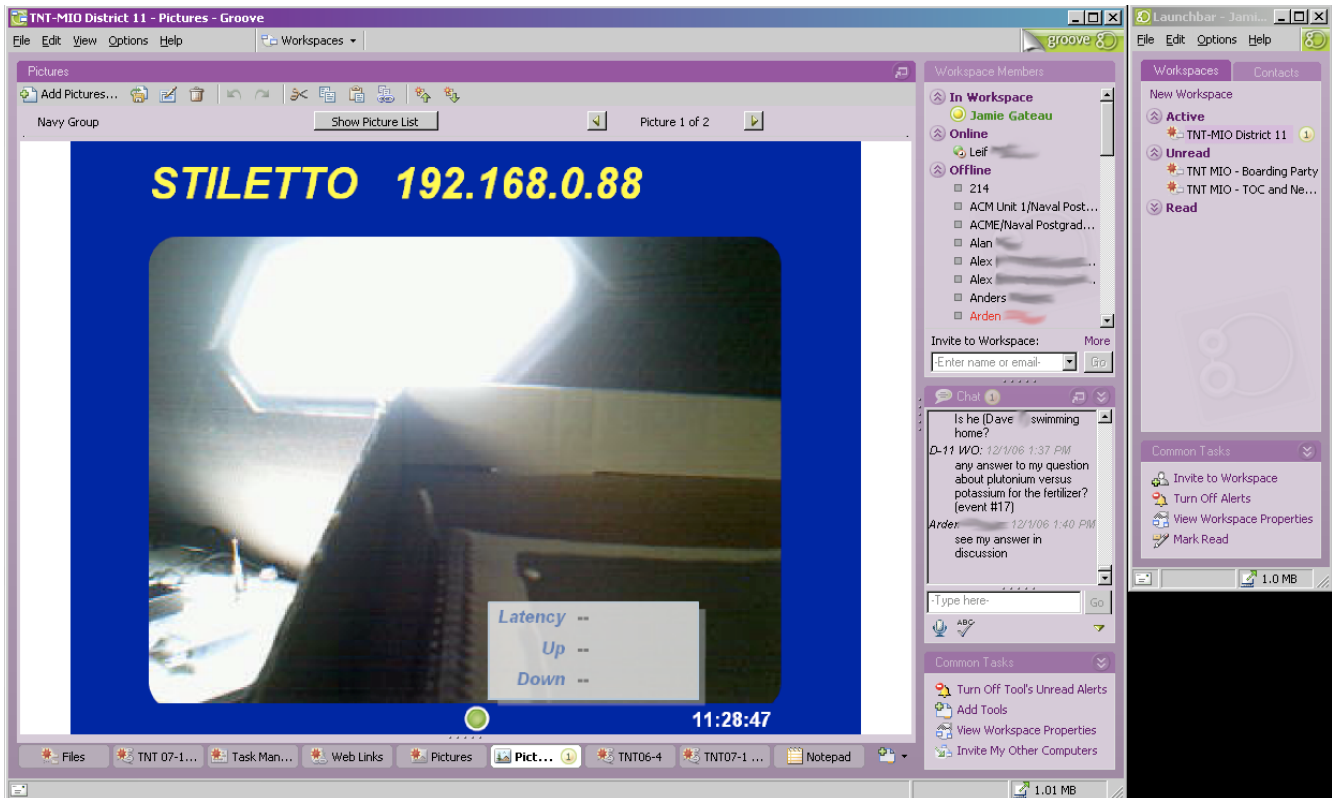 TNT-MIO District 11 - Pictures - Groove
File Edit View Options Help Workspaces
groove
Pictures
Add Pictures...
Navy Group Show Picture List Picture 1 of 2
STILETTO 192.168.0.88
Latency --
Up --
Down --
11:28:47
Files TNT 07-1... Task Man... Web Links Pictures Pict... 1 TNT06-4 TNT07-1 ... Notepad
1.01 MB
Workspace Members
In Workspace
Jamie Gateau
Online
Leif
Offline
214
ACM Unit 1/Naval Post...
ACME/Naval Postgrad...
Alan
Alex
Alex
Anders
Arden
Invite to Workspace: More
-Enter name or email- Go
Chat 1
Is he (Dave swimming
home?
D-11 WO: 12/1/06 1:37 PM
any answer to my question
about plutonium versus
potassium for the fertilizer?
(event #17)
Arden 12/1/06 1:40 PM
see my answer in
discussion
-Type here- Go
ABC
Common Tasks
Turn Off Tool's Unread Alerts
Add Tools
View Workspace Properties
Invite My Other Computers
Launchbar - Jami...
File Edit Options Help
Workspaces Contacts
New Workspace
Active
TNT-MIO District 11 1
Unread
TNT MIO - Boarding Party
TNT MIO - TOC and Ne...
Read
Common Tasks
Invite to Workspace
Turn Off Alerts
View Workspace Properties
Mark Read
1.0 MB